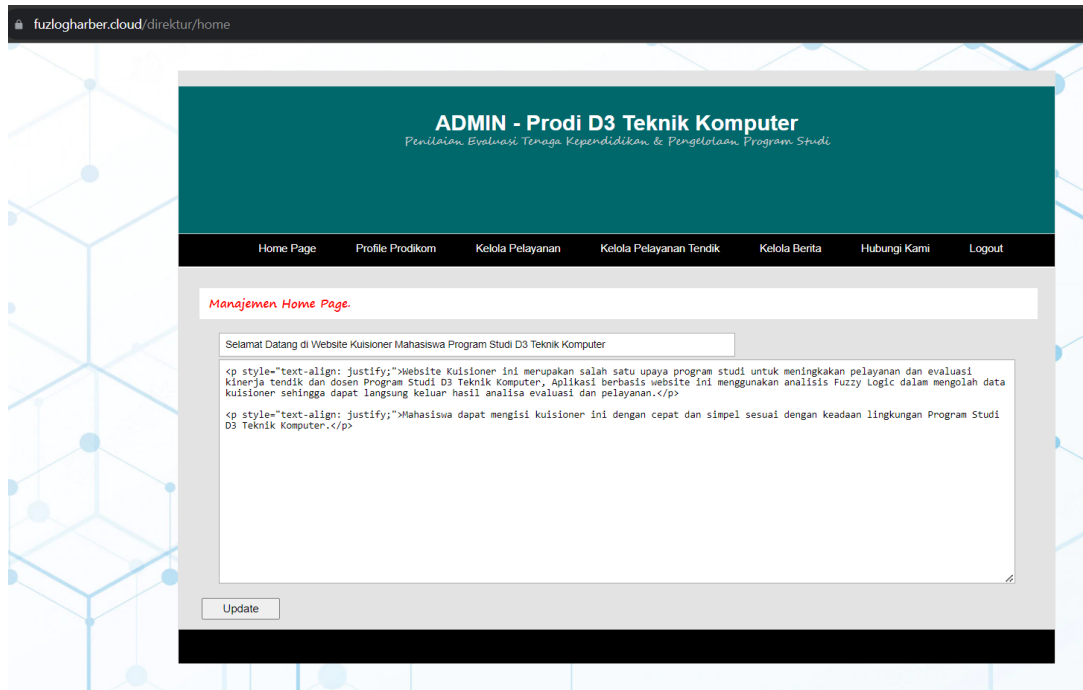 fuzlogharber.cloud/direktur/home
ADMIN - Prodi D3 Teknik Komputer
Penilaian Evaluasi Tenaga Kependidikan & Pengelolaan Program Studi
Home Page Profile Prodikom Kelola Pelayanan Kelola Pelayanan Tendik Kelola Berita Hubungi Kami Logout
Manajemen Home Page.
Selamat Datang di Website Kuisioner Mahasiswa Program Studi D3 Teknik Komputer
<p style="text-align: justify;">Website Kuisioner ini merupakan salah satu upaya program studi untuk meningkakan pelayanan dan evaluasi
kinerja tendik dan dosen Program Studi D3 Teknik Komputer, Aplikasi berbasis website ini menggunakan analisis Fuzzy Logic dalam mengolah data
kuisioner sehingga dapat langsung keluar hasil analisa evaluasi dan pelayanan.</p>
<p style="text-align: justify;">Mahasiswa dapat mengisi kuisioner ini dengan cepat dan simpel sesuai dengan keadaan lingkungan Program Studi
D3 Teknik Komputer.</p>
Update